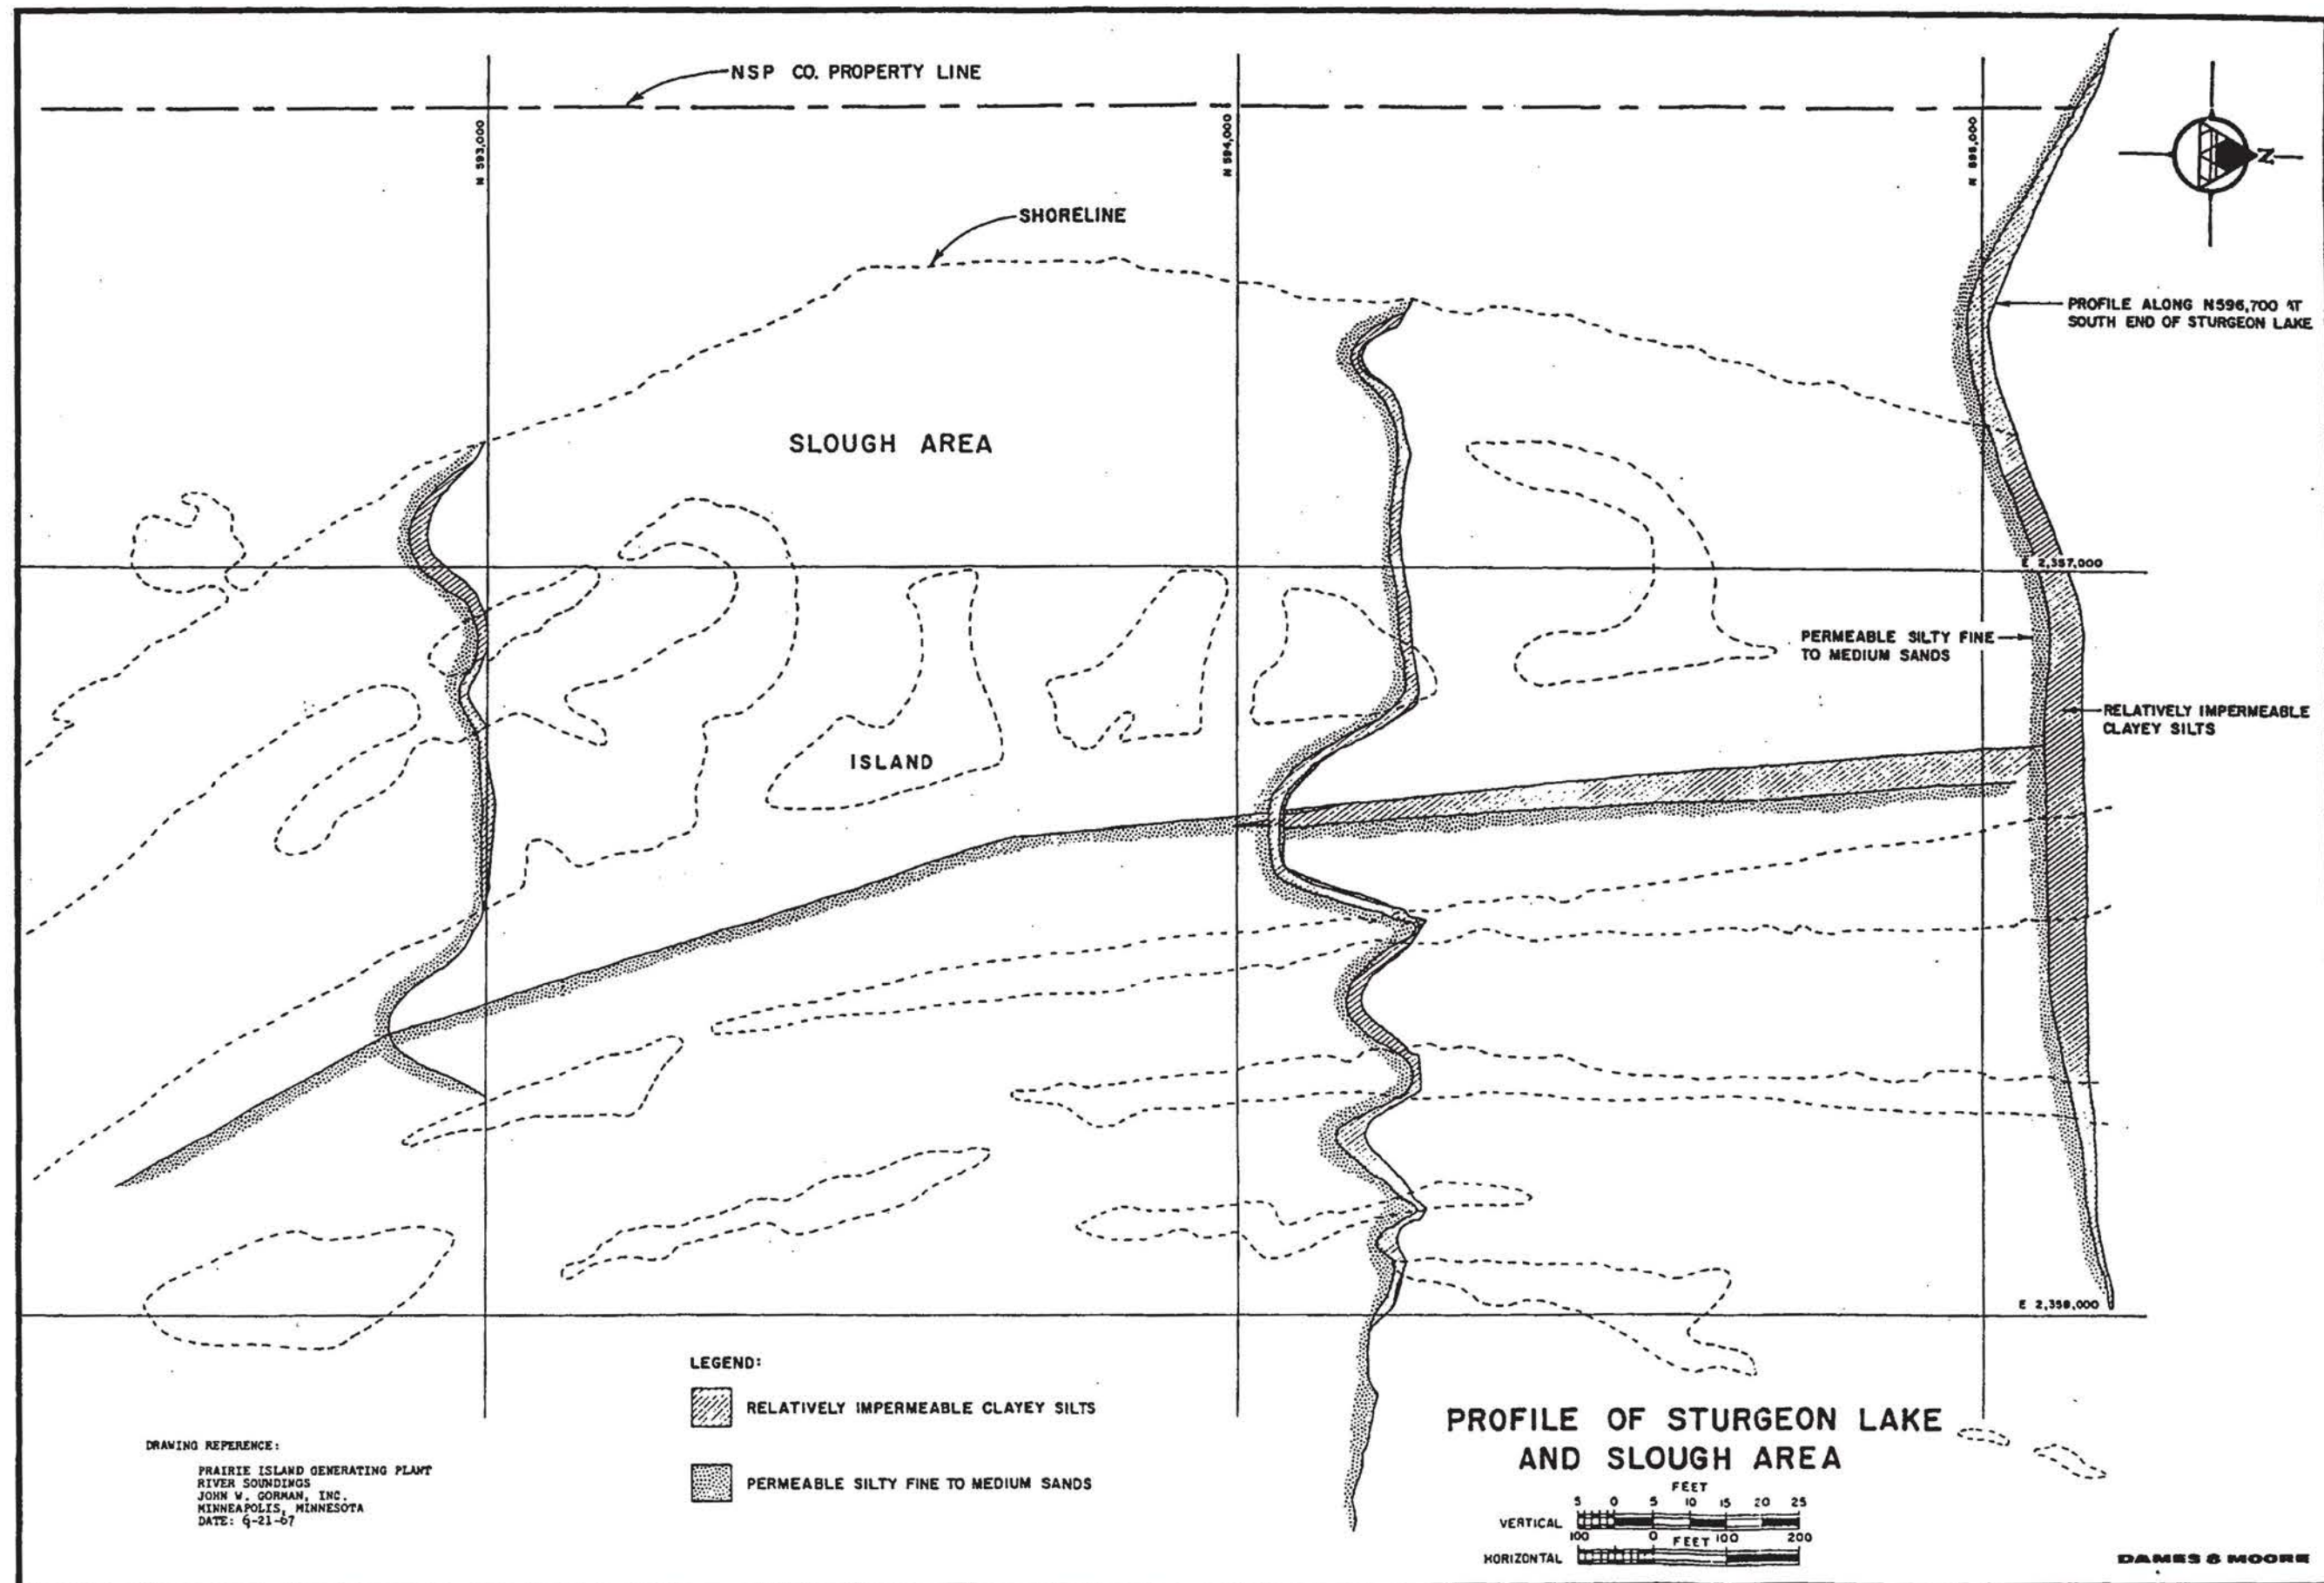 NSP CO. PROPERTY LINE
N 593,000
N 594,000
N 595,000
N
SHORELINE
PROFILE ALONG N596,700 AT
SOUTH END OF STURGEON LAKE
SLOUGH AREA
E 2,357,000
PERMEABLE SILTY FINE
TO MEDIUM SANDS
RELATIVELY IMPERMEABLE
CLAYEY SILTS
ISLAND
E 2,358,000
LEGEND:
RELATIVELY IMPERMEABLE CLAYEY SILTS
PERMEABLE SILTY FINE TO MEDIUM SANDS
DRAWING REFERENCE:
PRAIRIE ISLAND GENERATING PLANT
RIVER SOUNDINGS
JOHN W. GORMAN, INC.
MINNEAPOLIS, MINNESOTA
DATE: 6-21-67
PROFILE OF STURGEON LAKE
AND SLOUGH AREA
FEET
5 0 5 10 15 20 25
VERTICAL
100 0 FEET 100 200
HORIZONTAL
DAMES & MOORE